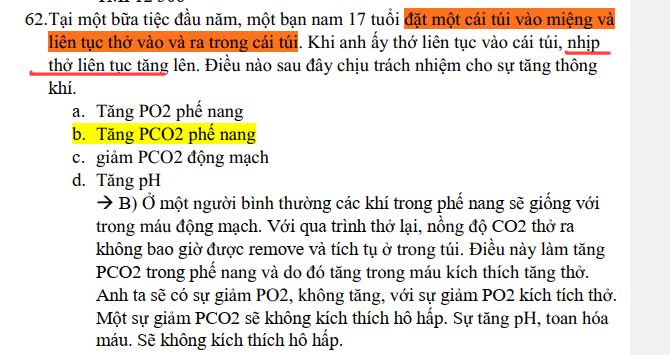 62.Tại một bữa tiệc đầu năm, một bạn nam 17 tuổi đặt một cái túi vào miệng và
liên tục thở vào và ra trong cái túi. Khi anh ấy thớ liên tục vào cái túi, nhịp
thở liên tục tăng lên. Điều nào sau đây chịu trách nhiệm cho sự tăng thông
khí.
a. Tăng PO2 phế nang
b. Tăng PCO2 phế nang
c. giảm PCO2 động mạch
d. Tăng pH
→ B) Ở một người bình thường các khí trong phế nang sẽ giống với
trong máu động mạch. Với qua trình thở lại, nồng độ CO2 thở ra
không bao giờ được remove và tích tụ ở trong túi. Điều này làm tăng
PCO2 trong phế nang và do đó tăng trong máu kích thích tăng thở.
Anh ta sẽ có sự giảm PO2, không tăng, với sự giảm PO2 kích tích thở.
Một sự giảm PCO2 sẽ không kích thích hô hấp. Sự tăng pH, toan hóa
máu. Sẽ không kích thích hô hấp.